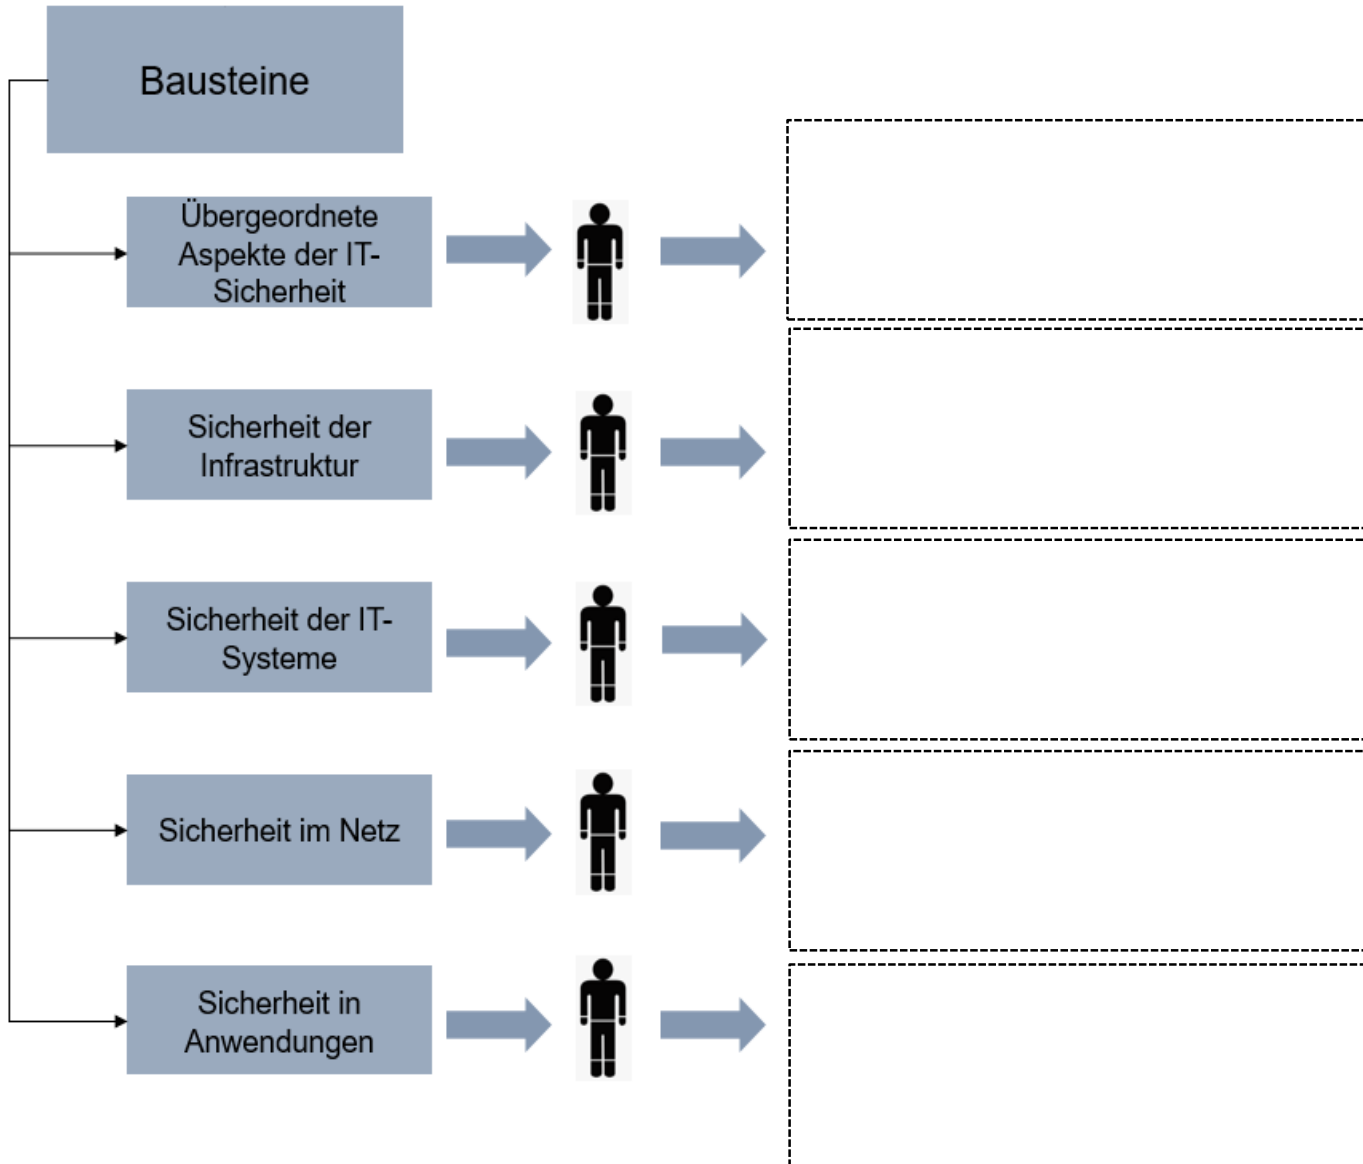 Bausteine
Übergeordnete
Aspekte der IT-
Sicherheit
Sicherheit der
Infrastruktur
Sicherheit der IT-
Systeme
Sicherheit im Netz
Sicherheit in
Anwendungen